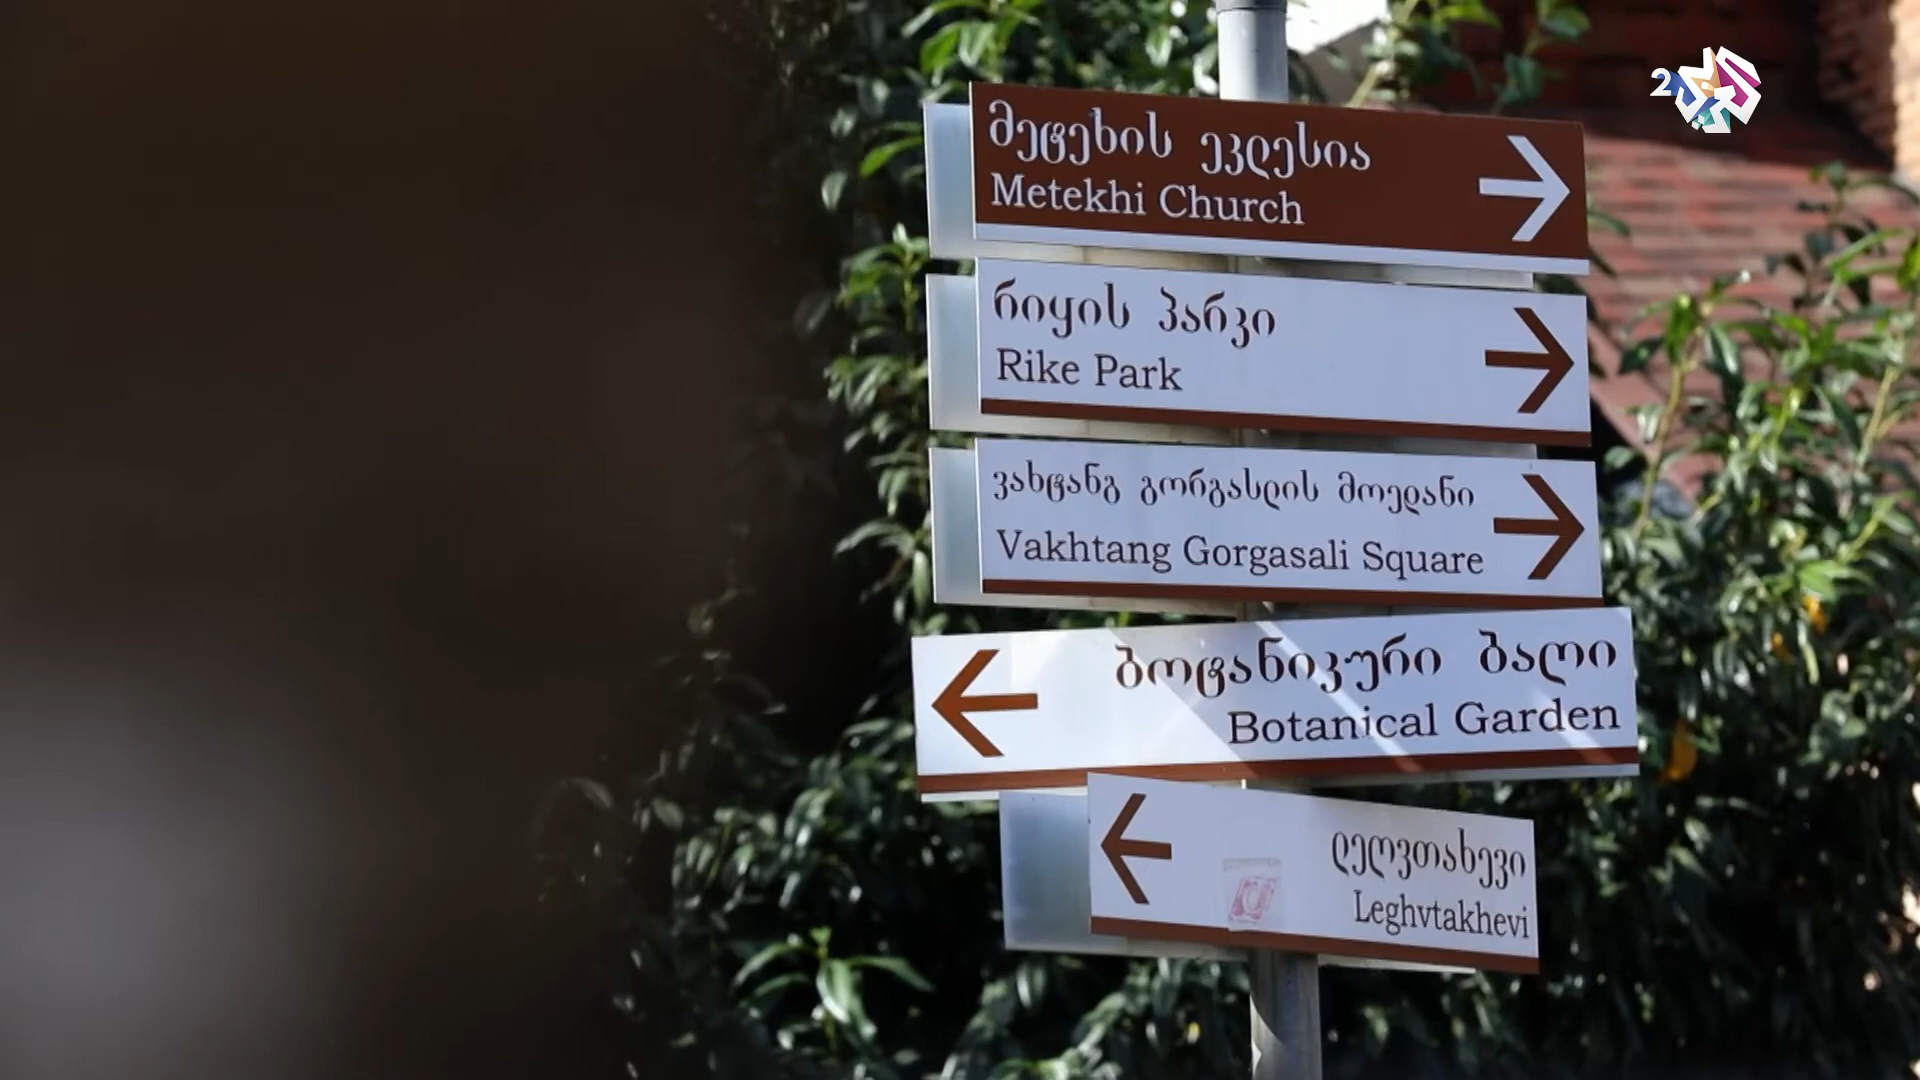 2
მეტეხის ეკლესია
Metekhi Church
რიყის პარკი
Rike Park
ვახტანგ გორგასლის მოედანი
Vakhtang Gorgasali Square
ბოტანიკური ბაღი
Botanical Garden
ლეღვთახევი
Leghvtakhevi